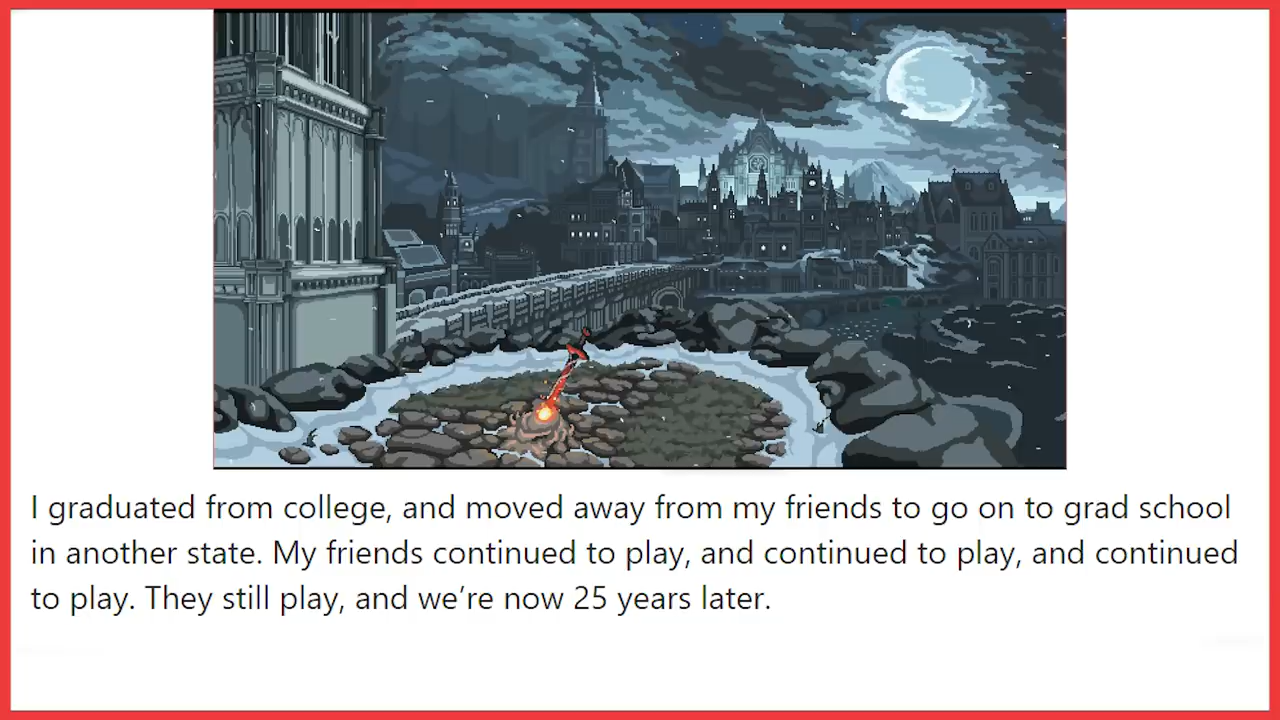 I graduated from college, and moved away from my friends to go on to grad school
in another state. My friends continued to play, and continued to play, and continued
to play. They still play, and we’re now 25 years later.